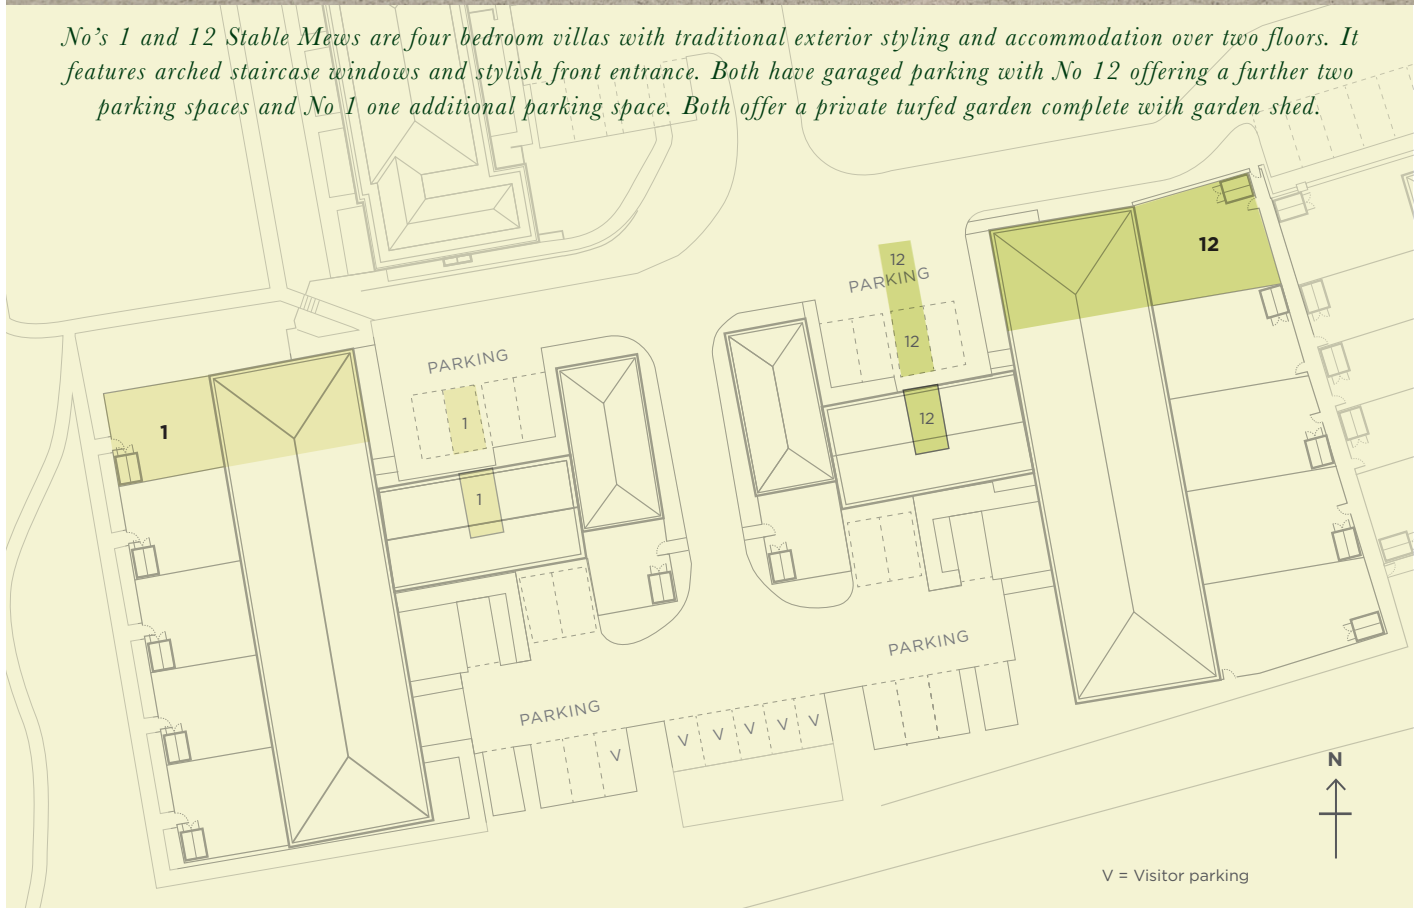 No's 1 and 12 Stable Mews are four bedroom villas with traditional exterior styling and accommodation over two floors. It
features arched staircase windows and stylish front entrance. Both have garaged parking with No 12 offering a further two
parking spaces and No 1 one additional parking space. Both offer a private turfed garden complete with garden shed.
12
12
PARKING
12
PARKING
12
1
1
1
PARKING
PARKING
V
V
V
V
V
V
N
V = Visitor parking